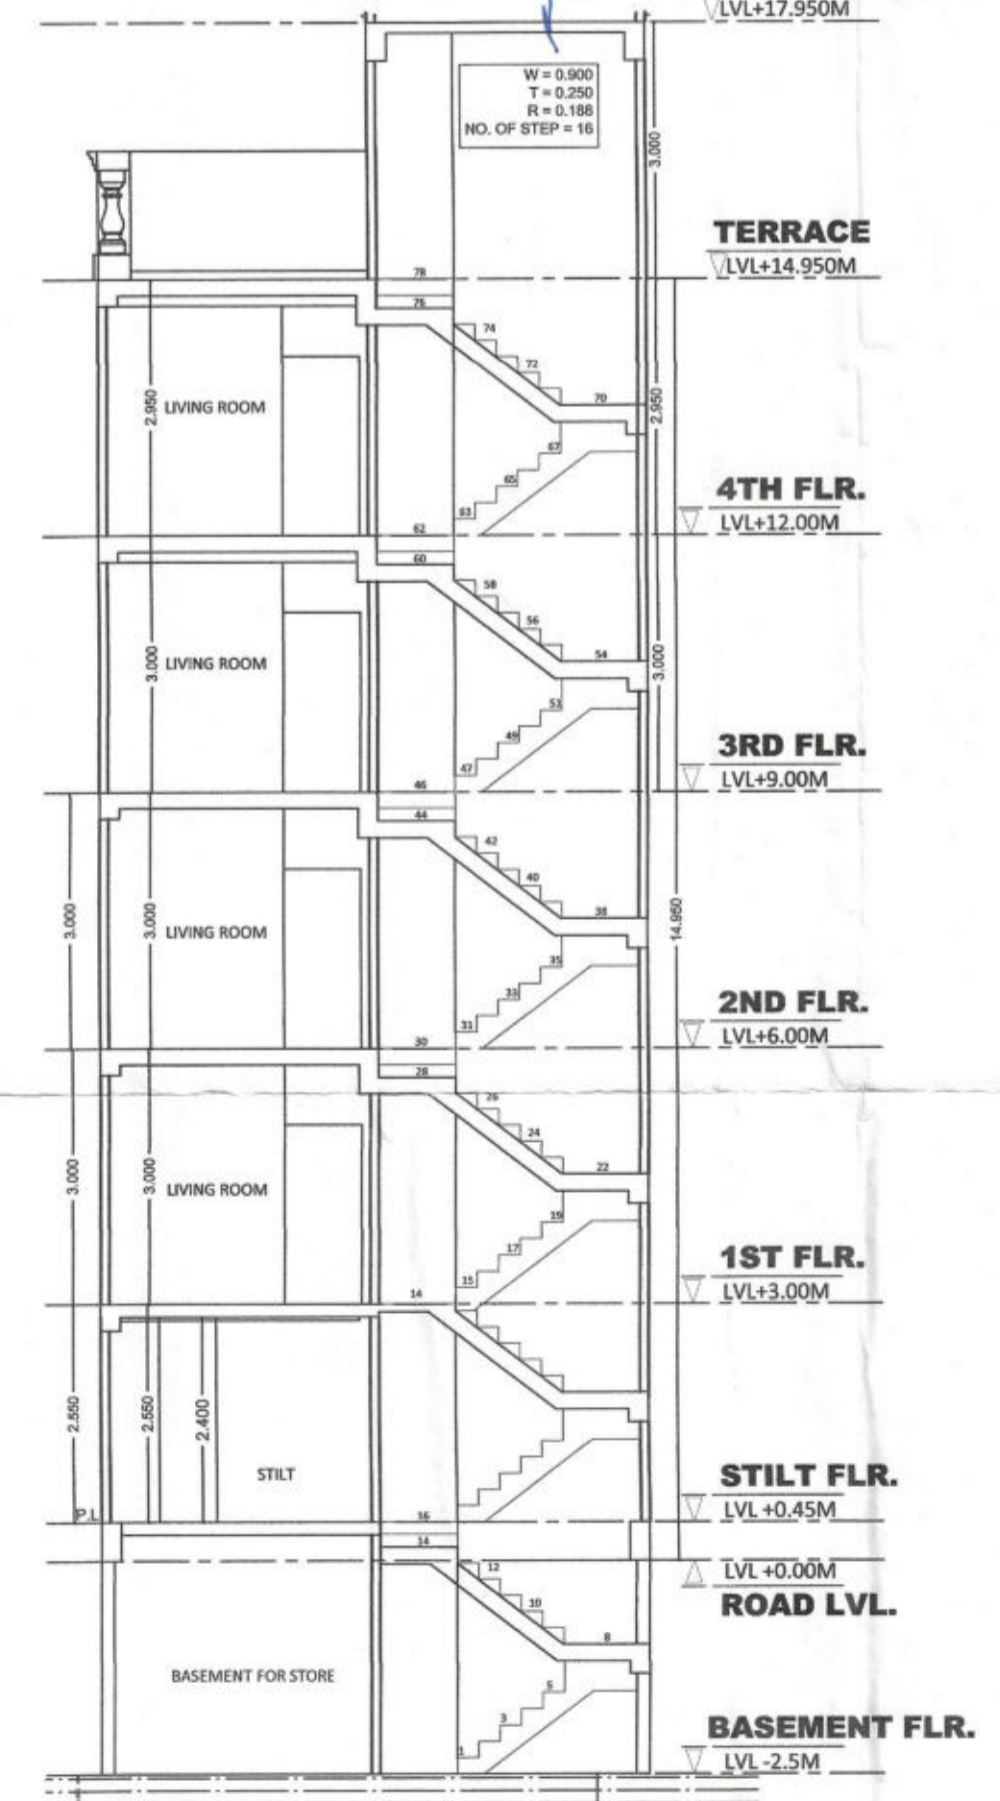 LVL+17.950M
W = 0.900
T = 0.250
R = 0.188
NO. OF STEP = 16
3.000
TERRACE
LVL+14.950M
78
76
74
72
70
2.950
LIVING ROOM
2.950
67
65
63
4TH FLR.
LVL+12.00M
62
60
58
56
54
3.000
LIVING ROOM
3.000
51
49
47
3RD FLR.
LVL+9.00M
46
44
42
40
38
3.000
3.000
LIVING ROOM
14.950
35
33
31
2ND FLR.
LVL+6.00M
30
28
26
24
22
3.000
3.000
LIVING ROOM
19
17
15
1ST FLR.
LVL+3.00M
14
2.550
2.550
2.400
STILT
STILT FLR.
LVL +0.45M
P.L
16
14
12
10
8
LVL +0.00M
ROAD LVL.
BASEMENT FOR STORE
5
3
1
BASEMENT FLR.
LVL -2.5M